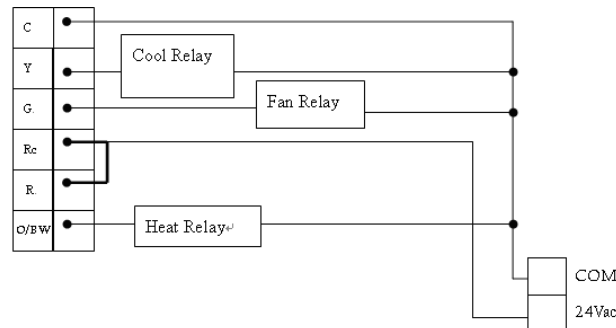 C
Y
G.
Rc
R.
O/BW
Cool Relay
Fan Relay
Heat Relay↵
COM
24Vac